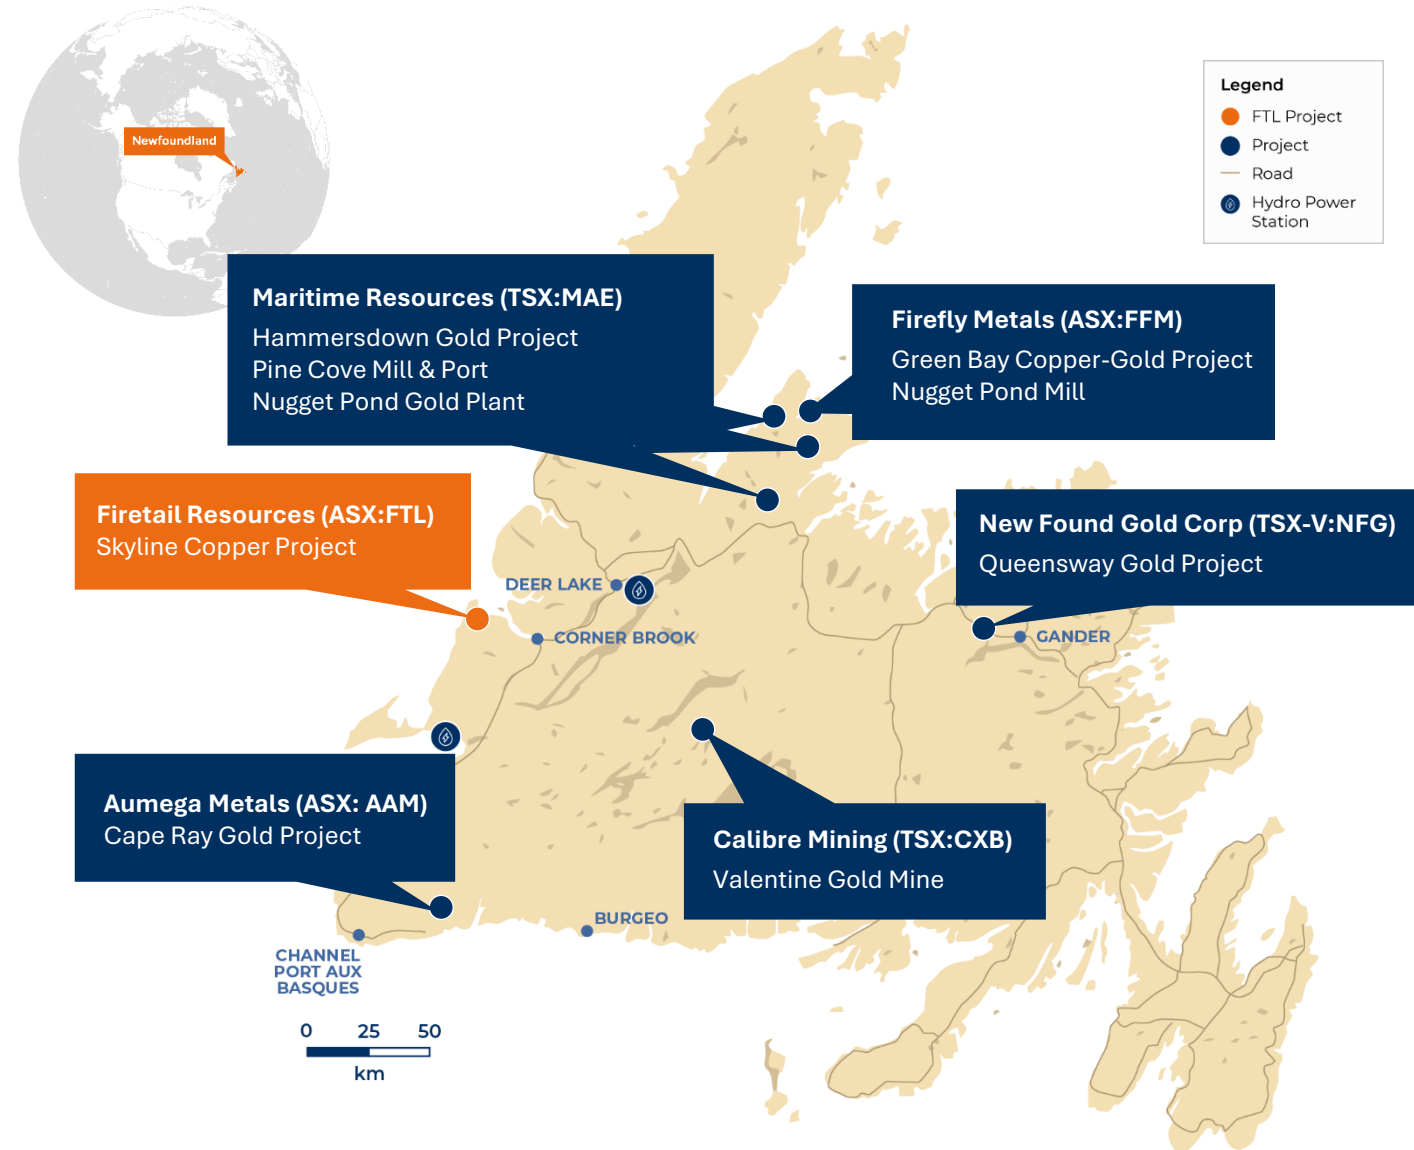 Newfoundland
Legend
FTL Project
Project
Road
Hydro Power
Station
Maritime Resources (TSX:MAE)
Hammersdown Gold Project
Pine Cove Mill & Port
Nugget Pond Gold Plant
Firefly Metals (ASX:FFM)
Green Bay Copper-Gold Project
Nugget Pond Mill
Firetail Resources (ASX:FTL)
Skyline Copper Project
New Found Gold Corp (TSX-V:NFG)
Queensway Gold Project
DEER LAKE
CORNER BROOK
GANDER
Aumega Metals (ASX: AAM)
Cape Ray Gold Project
Calibre Mining (TSX:CXB)
Valentine Gold Mine
BURGEO
CHANNEL
PORT AUX
BASQUES
0 25 50
km